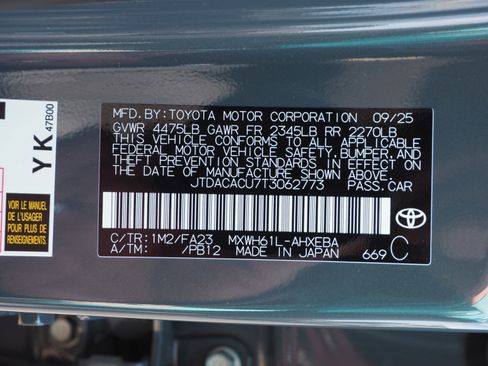 MFD.BY:TOYOTA MOTOR CORPORATION 09/25
GVWR 4475LB GAWR FR 2345LB RR 2270LB
THIS VEHICLE CONFORMS TO ALL APPLICABLE
FEDERAL MOTOR VEHICLE SAFETY,BUMPER,AND
THEFT PREVENTION STANDARDS IN EFFECT ON
THE DATE OF MANUFACTURE SHOWN ABOVE.
JTDACACU7T3062773 PASS.CAR
C/TR:1M2/FA23 MXWH61L-AHXEBA
A/TM: /PB12 MADE IN JAPAN 669 C
TOYOTA
YK 47B00
LE MANUEL
DE L'USAGER
POUR PLUS DE